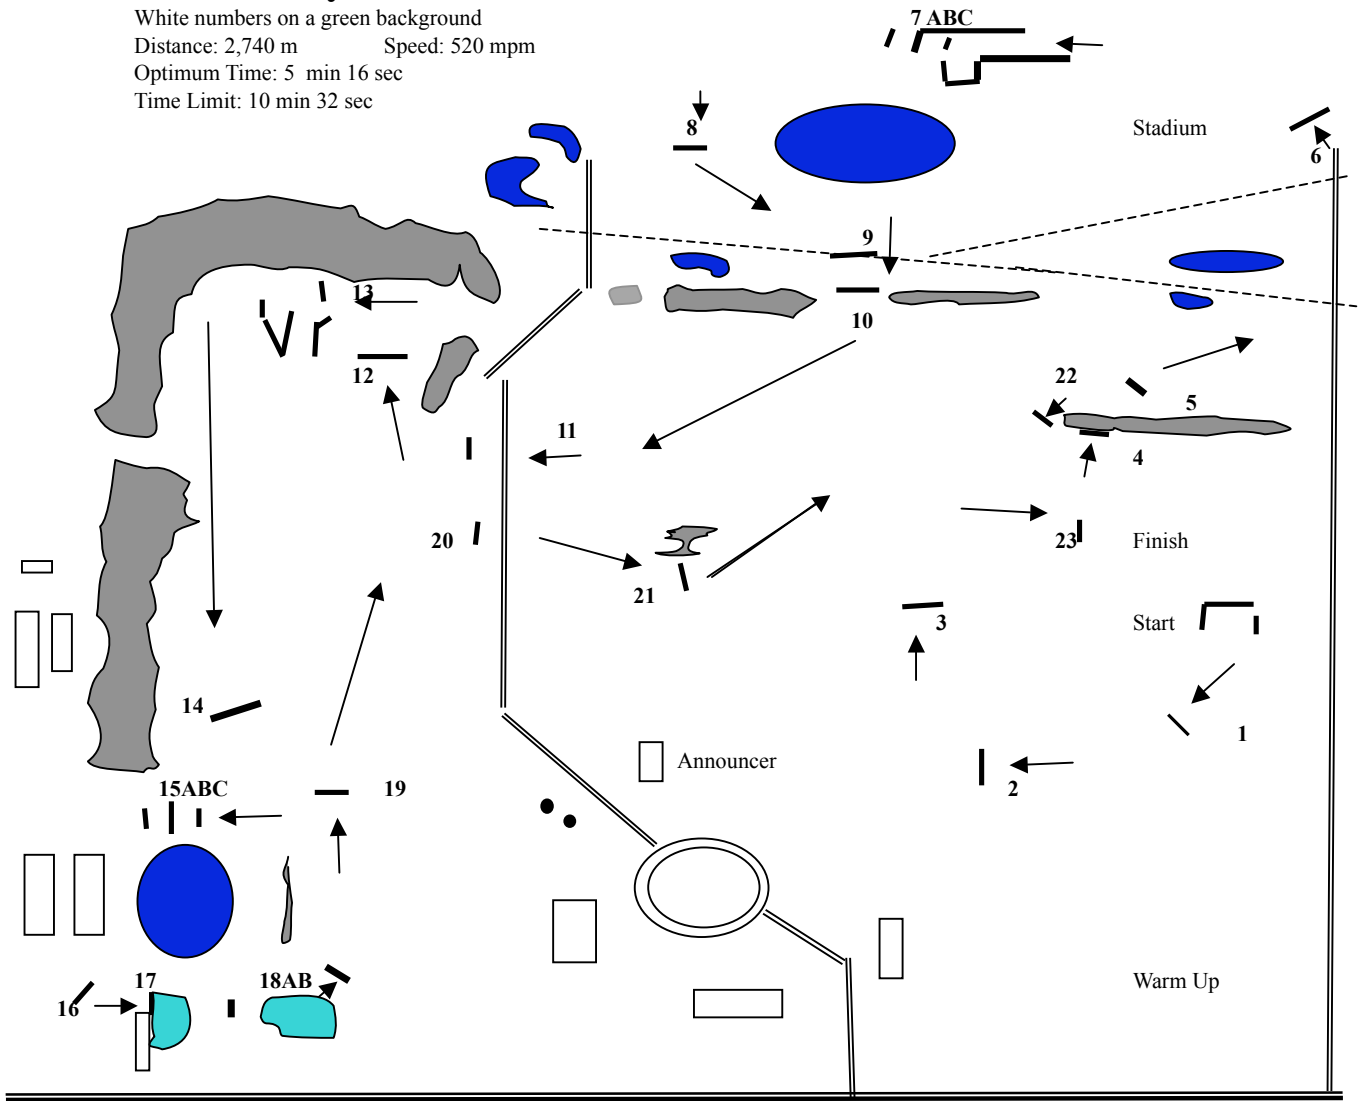 White numbers on a green background
Distance: 2,740 m Speed: 520 mpm
Optimum Time: 5 min 16 sec
Time Limit: 10 min 32 sec
7 ABC
8
Stadium
6
9
13
10
12
22
5
11
4
20
23
Finish
21
3
Start
14
1
Announcer
2
15ABC
19
17
18AB
Warm Up
16